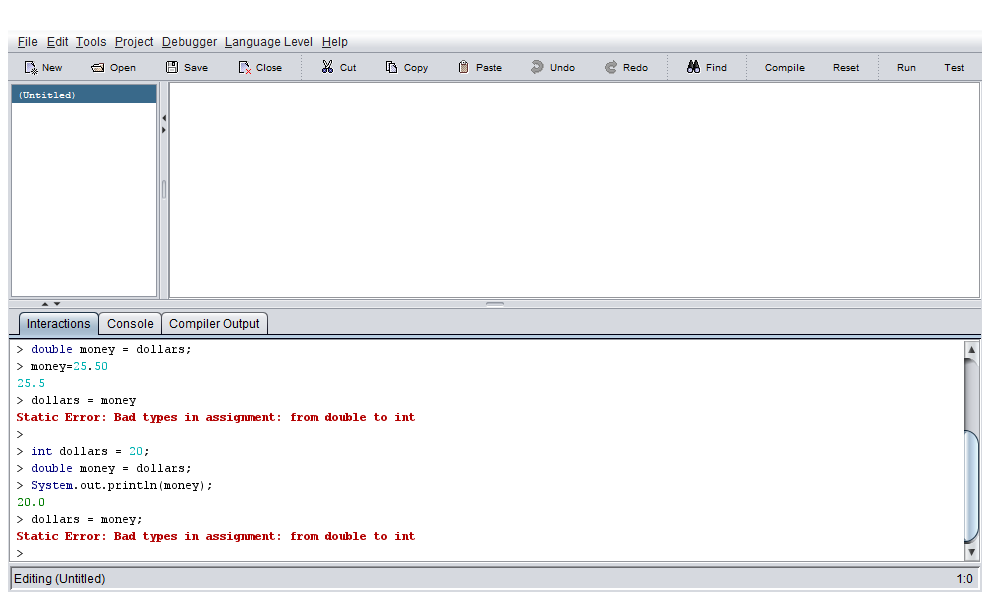 File Edit Tools Project Debugger Language Level Help
New Open Save Close Cut Copy Paste Undo Redo Find Compile Reset Run Test
(Untitled)
Interactions Console Compiler Output
> double money = dollars;
> money=25.50
25.5
> dollars = money
Static Error: Bad types in assignment: from double to int
>
> int dollars = 20;
> double money = dollars;
> System.out.println(money);
20.0
> dollars = money;
Static Error: Bad types in assignment: from double to int
>
Editing (Untitled) 1:0